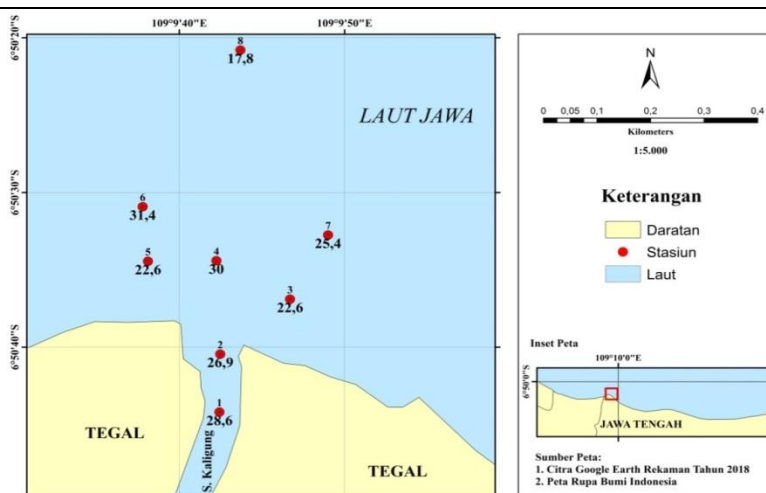 109°9'40"E 109°9'50"E
6°50'20"S
8
17,8
LAUT JAWA
6°50'30"S
6
31,4
7
25,4
5
22,6
4
30
3
22,6
6°50'40"S
2
26,9
1
28,6
TEGAL
S. Kaligung
TEGAL
N
0 0,05 0,1 0,2 0,3 0,4
Kilometers
1:5.000
Keterangan
Daratan
Stasiun
Laut
Inset Peta
109°10'0"E
6°50'0"S
JAWA TENGAH
Sumber Peta:
1. Citra Google Earth Rekaman Tahun 2018
2. Peta Rupa Bumi Indonesia